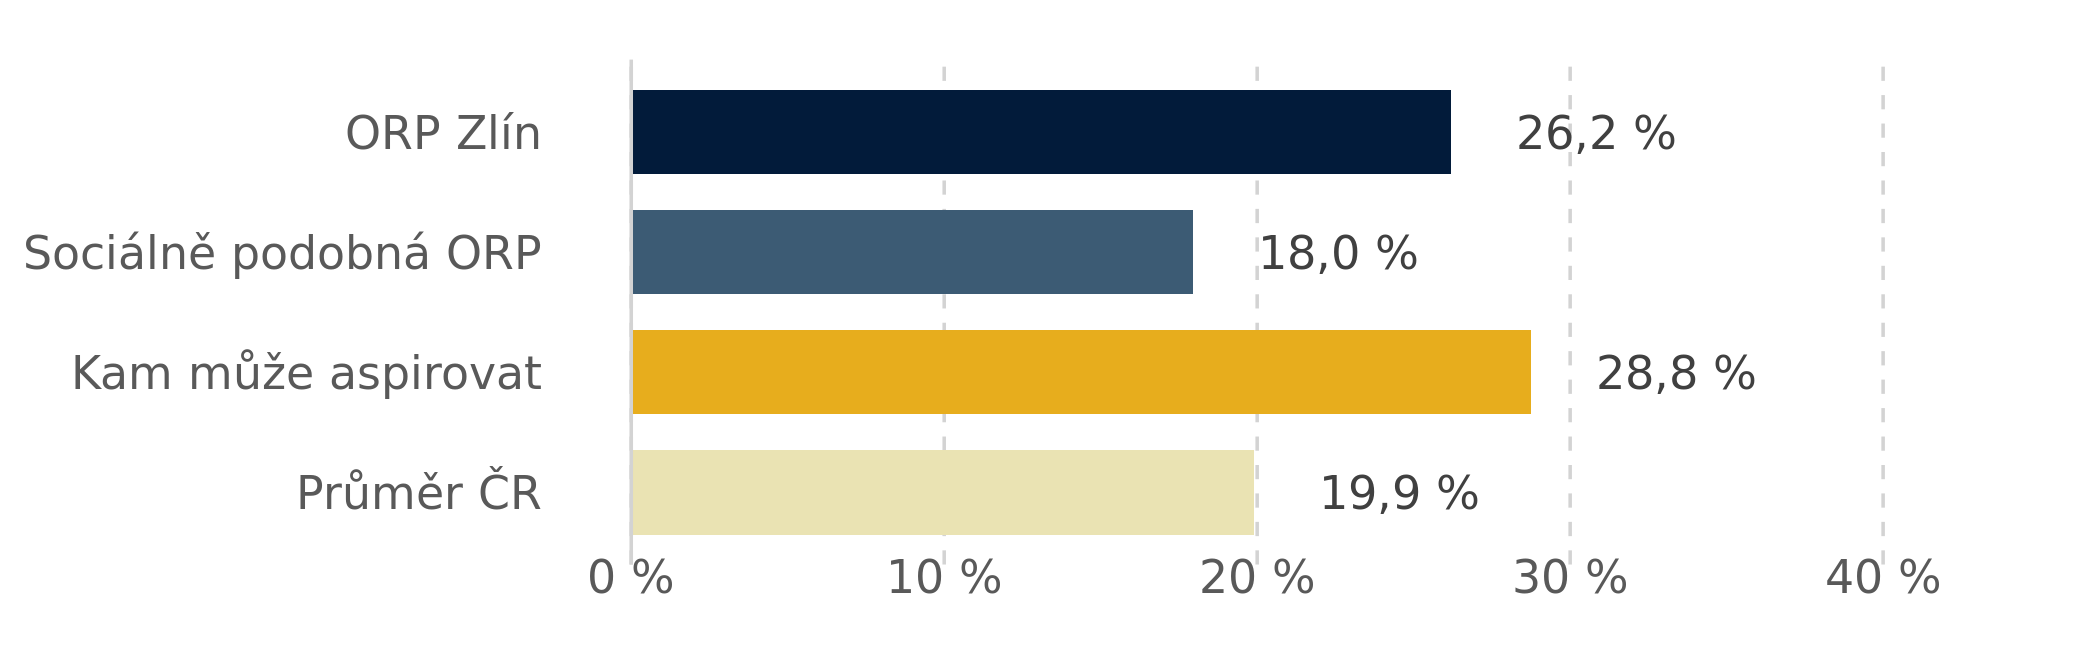 ORP Zlín 26,2 %
Sociálně podobná ORP 18,0 %
Kam může aspirovat 28,8 %
Průměr ČR 19,9 %
0 % 10 % 20 % 30 % 40 %